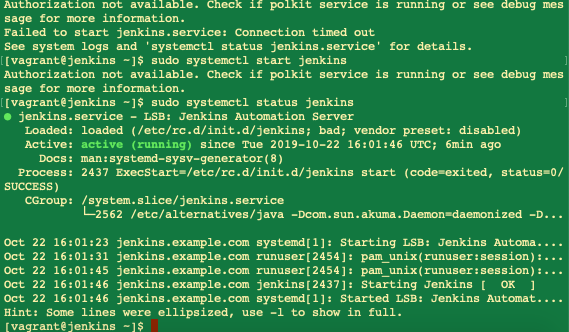 Authorization not available. Check if polkit service is running or see debug mes
sage for more information.
Failed to start jenkins.service: Connection timed out
See system logs and 'systemctl status jenkins.service' for details.
[[vagrant@jenkins ~]$ sudo systemctl start jenkins ]
Authorization not available. Check if polkit service is running or see debug mes
sage for more information.
[[vagrant@jenkins ~]$ sudo systemctl status jenkins ]
● jenkins.service - LSB: Jenkins Automation Server
   Loaded: loaded (/etc/rc.d/init.d/jenkins; bad; vendor preset: disabled)
   Active: active (running) since Tue 2019-10-22 16:01:46 UTC; 6min ago
     Docs: man:systemd-sysv-generator(8)
  Process: 2437 ExecStart=/etc/rc.d/init.d/jenkins start (code=exited, status=0/
SUCCESS)
   CGroup: /system.slice/jenkins.service
           └─2562 /etc/alternatives/java -Dcom.sun.akuma.Daemon=daemonized -D...

Oct 22 16:01:23 jenkins.example.com systemd[1]: Starting LSB: Jenkins Automa....
Oct 22 16:01:31 jenkins.example.com runuser[2454]: pam_unix(runuser:session):...
Oct 22 16:01:45 jenkins.example.com runuser[2454]: pam_unix(runuser:session):...
Oct 22 16:01:46 jenkins.example.com jenkins[2437]: Starting Jenkins [  OK  ]
Oct 22 16:01:46 jenkins.example.com systemd[1]: Started LSB: Jenkins Automat....
Hint: Some lines were ellipsized, use -l to show in full.
[vagrant@jenkins ~]$